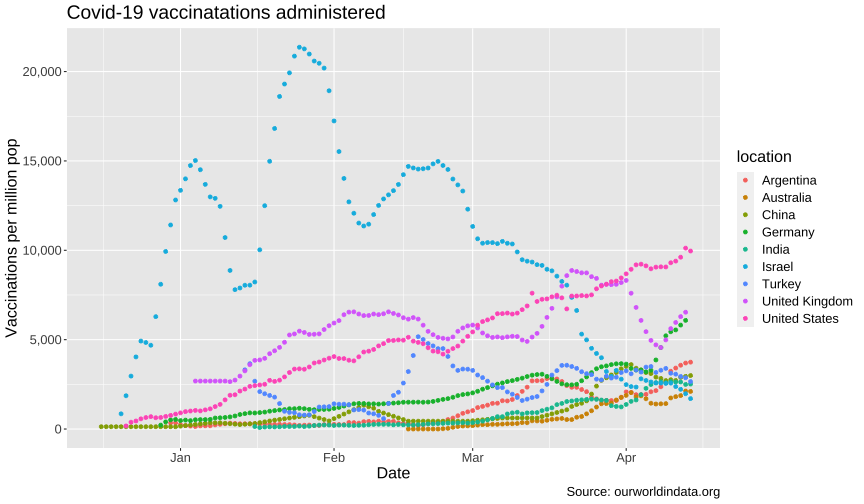 Covid-19 vaccinatations administered
Vaccinations per million pop
20,000
15,000
10,000
5,000
0
Jan
Feb
Mar
Apr
Date
location
Argentina
Australia
China
Germany
India
Israel
Turkey
United Kingdom
United States
Source: ourworldindata.org